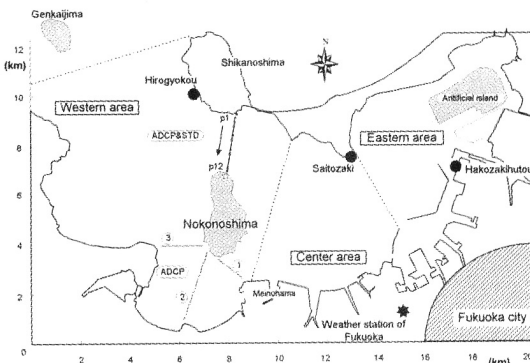 Genkaijima
12
(km)
10
8
6
4
2
0
2
4
6
8
10
12
14
16
18
20
(km)
N
Shikanoshima
Hirogyokou
Western area
ADCP&STD
p1
p12
Nokonoshima
3
ADCP
2
1
Meinohama
Saitozaki
Eastern area
Artificial island
Hakozakihutou
Center area
Weather station of
Fukuoka
Fukuoka city